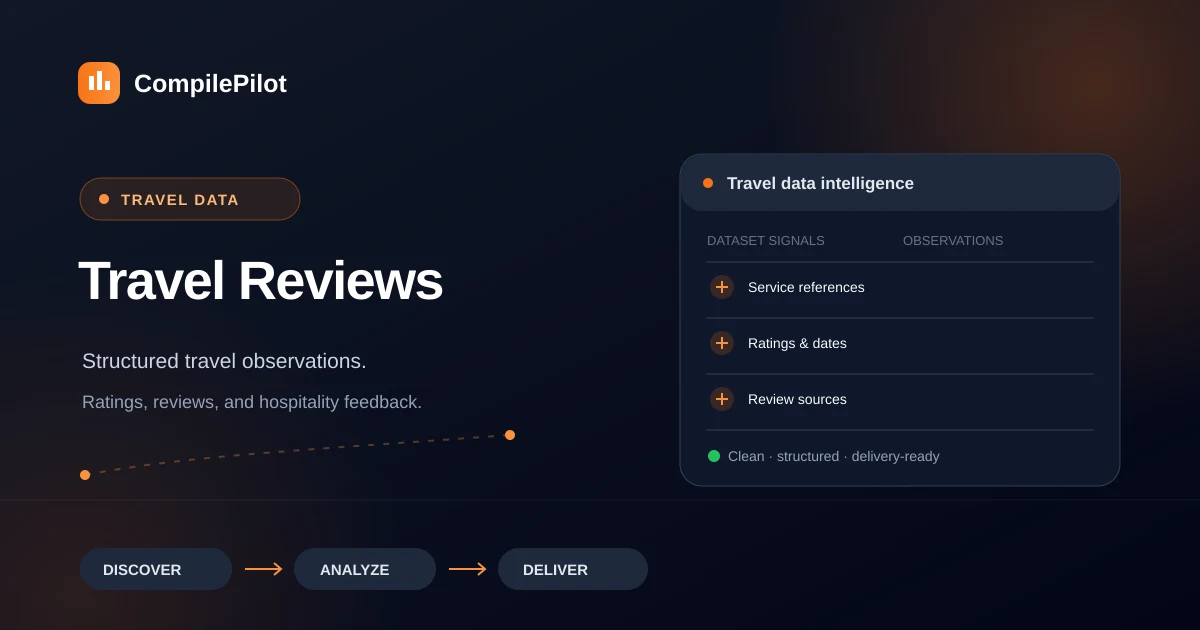 CompilePilot
TRAVEL DATA
Travel Reviews
Structured travel observations.
Ratings, reviews, and hospitality feedback.
Travel data intelligence
DATASET SIGNALS OBSERVATIONS
Service references
Ratings & dates
Review sources
Clean · structured · delivery-ready
DISCOVER ANALYZE DELIVER